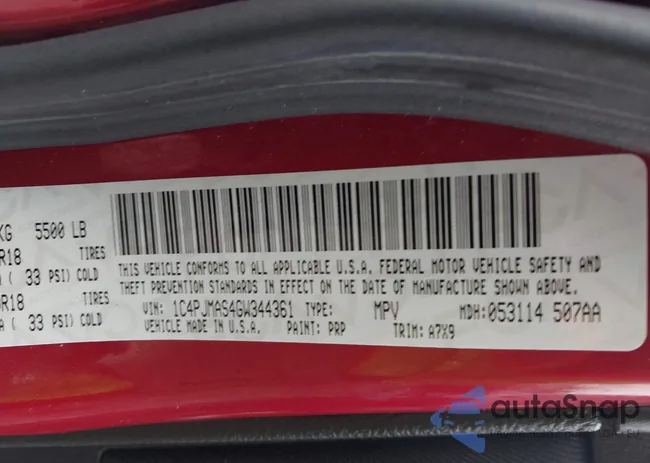 KG 5500 LB
R18 TIRES
( 33 PSI) COLD
R18 TIRES
( 33 PSI) COLD
THIS VEHICLE CONFORMS TO ALL APPLICABLE U.S.A. FEDERAL MOTOR VEHICLE SAFETY AND
THEFT PREVENTION STANDARDS IN EFFECT ON THE DATE OF MANUFACTURE SHOWN ABOVE.
VIN: 1C4PJMAS4GW344361 TYPE: MPV MDH: 053114 507AA
VEHICLE MADE IN U.S.A. PAINT: PRP TRIM: A7X9
autaSnap